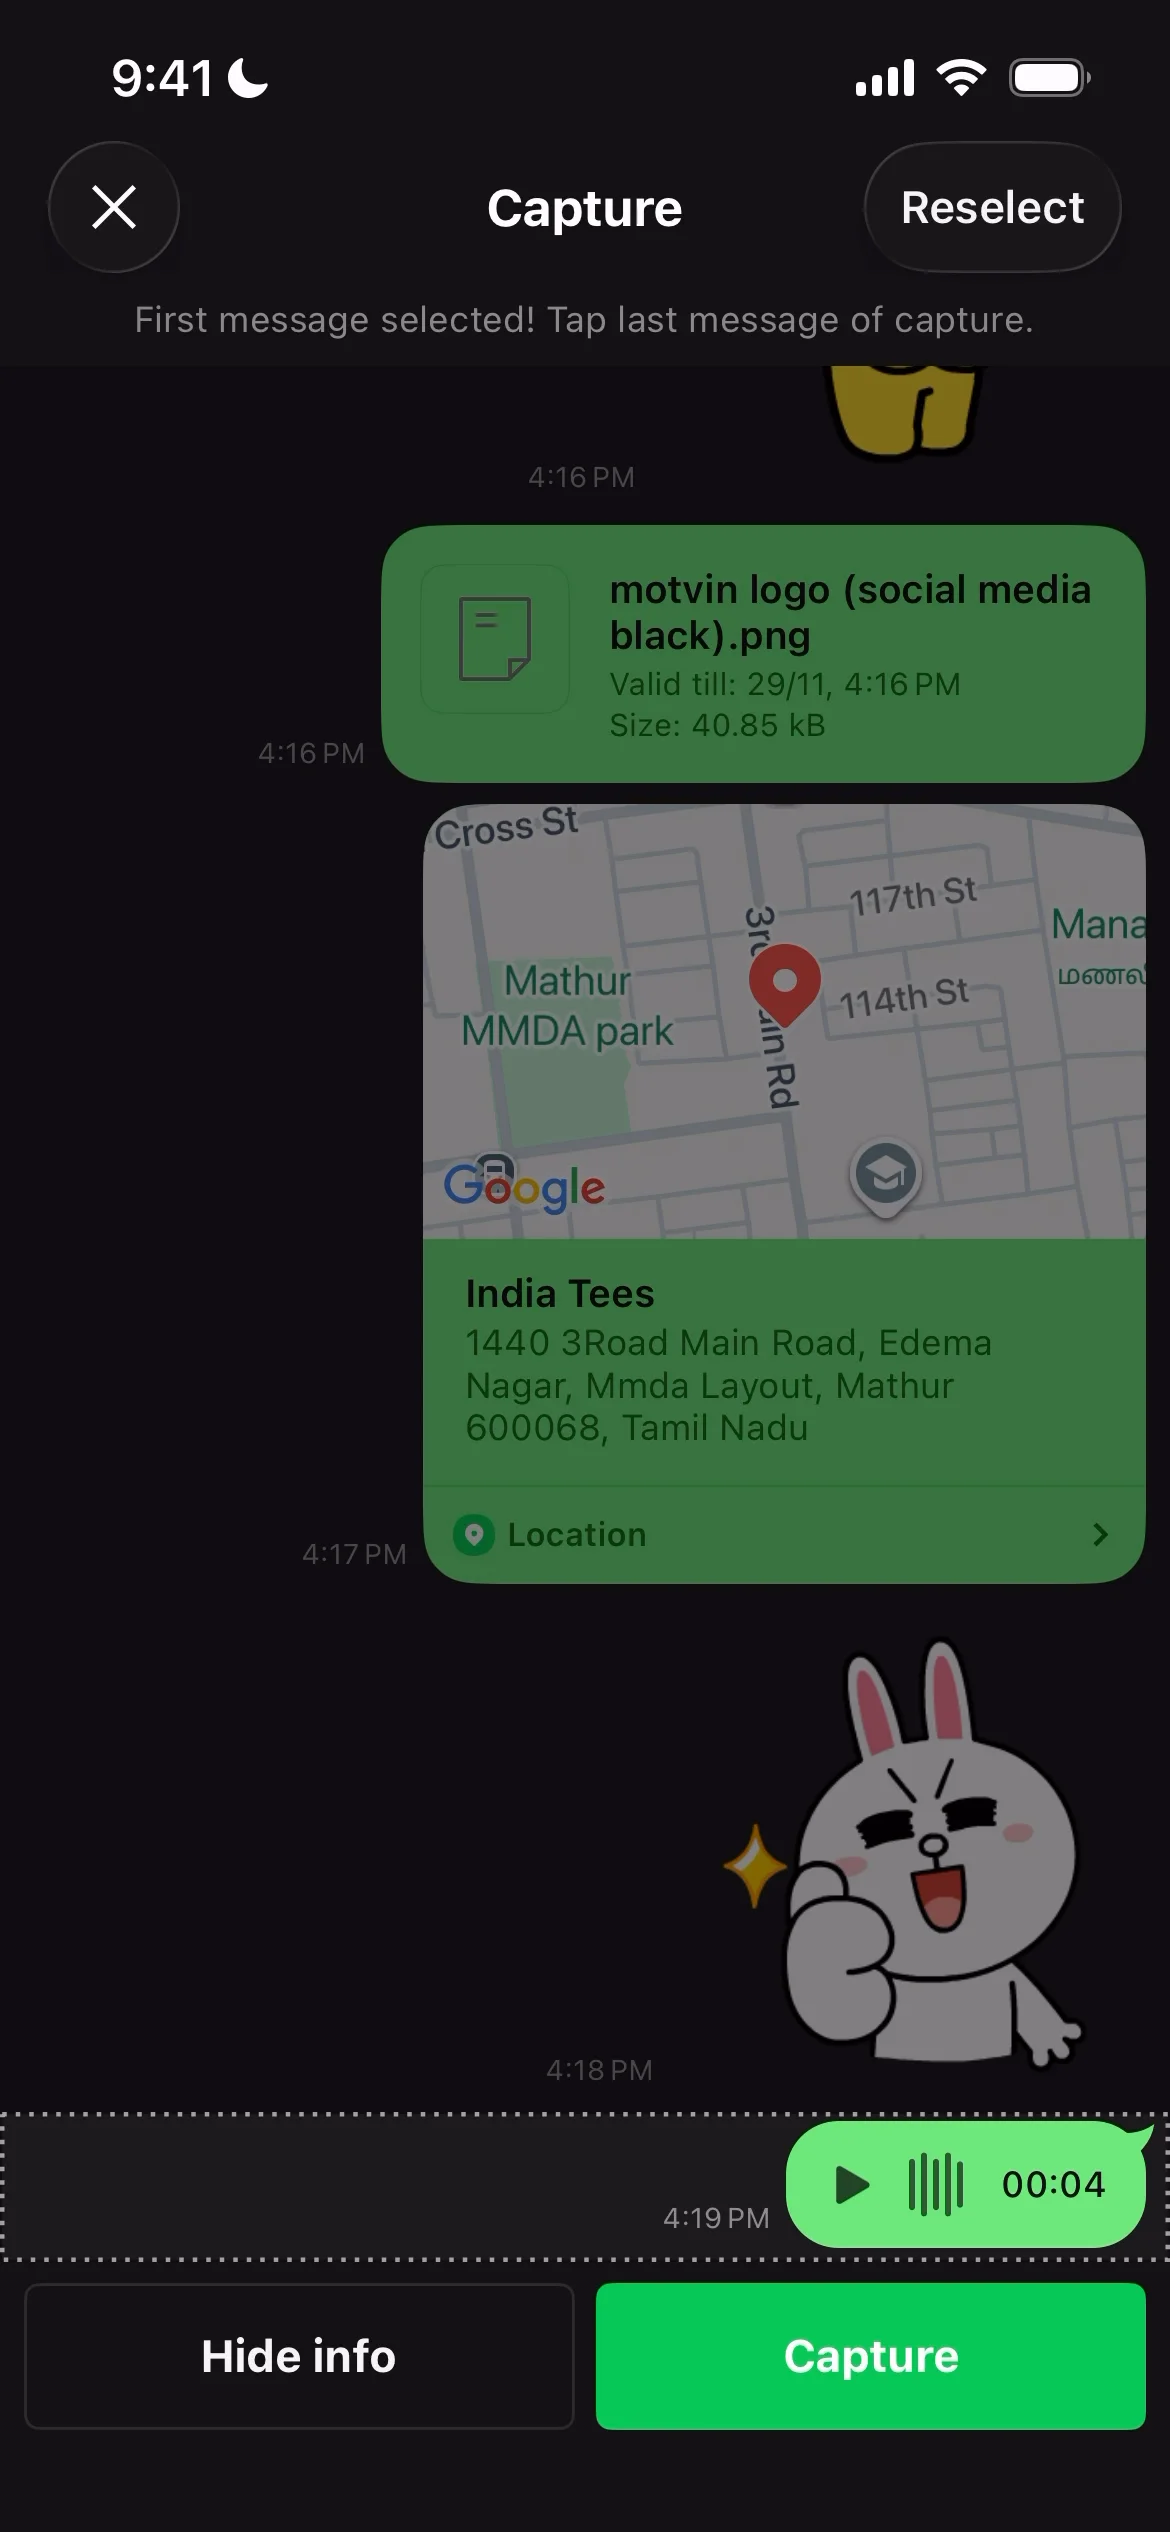 9:41
Capture
Reselect
First message selected! Tap last message of capture.
4:16 PM
motvin logo (social media
black).png
Valid till: 29/11, 4:16 PM
Size: 40.85 kB
4:16 PM
Cross St
117th St
Mana
மணலி
Mathur
MMDA park
114th St
Google
India Tees
1440 3Road Main Road, Edema
Nagar, Mmda Layout, Mathur
600068, Tamil Nadu
Location
4:17 PM
4:18 PM
00:04
4:19 PM
Hide info
Capture